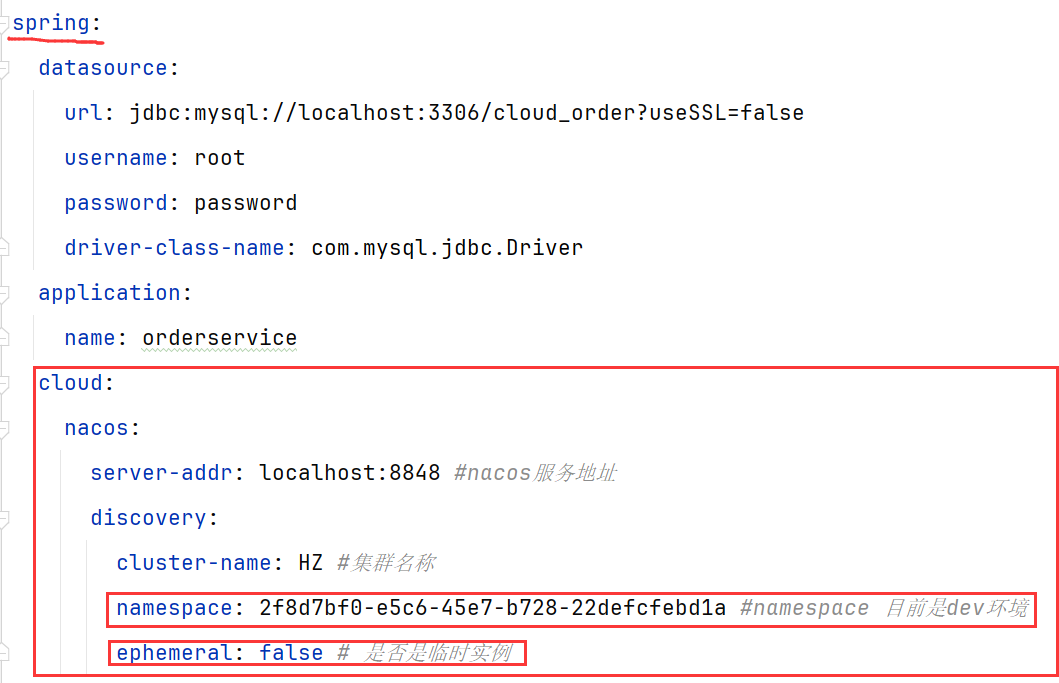 spring:
datasource:
url: jdbc:mysql://localhost:3306/cloud_order?useSSL=false
username: root
password: password
driver-class-name: com.mysql.jdbc.Driver
application:
name: orderservice
cloud:
nacos:
server-addr: localhost:8848 #nacos服务地址
discovery:
cluster-name: HZ #集群名称
namespace: 2f8d7bf0-e5c6-45e7-b728-22defcfebd1a #namespace 目前是dev环境
ephemeral: false # 是否是临时实例